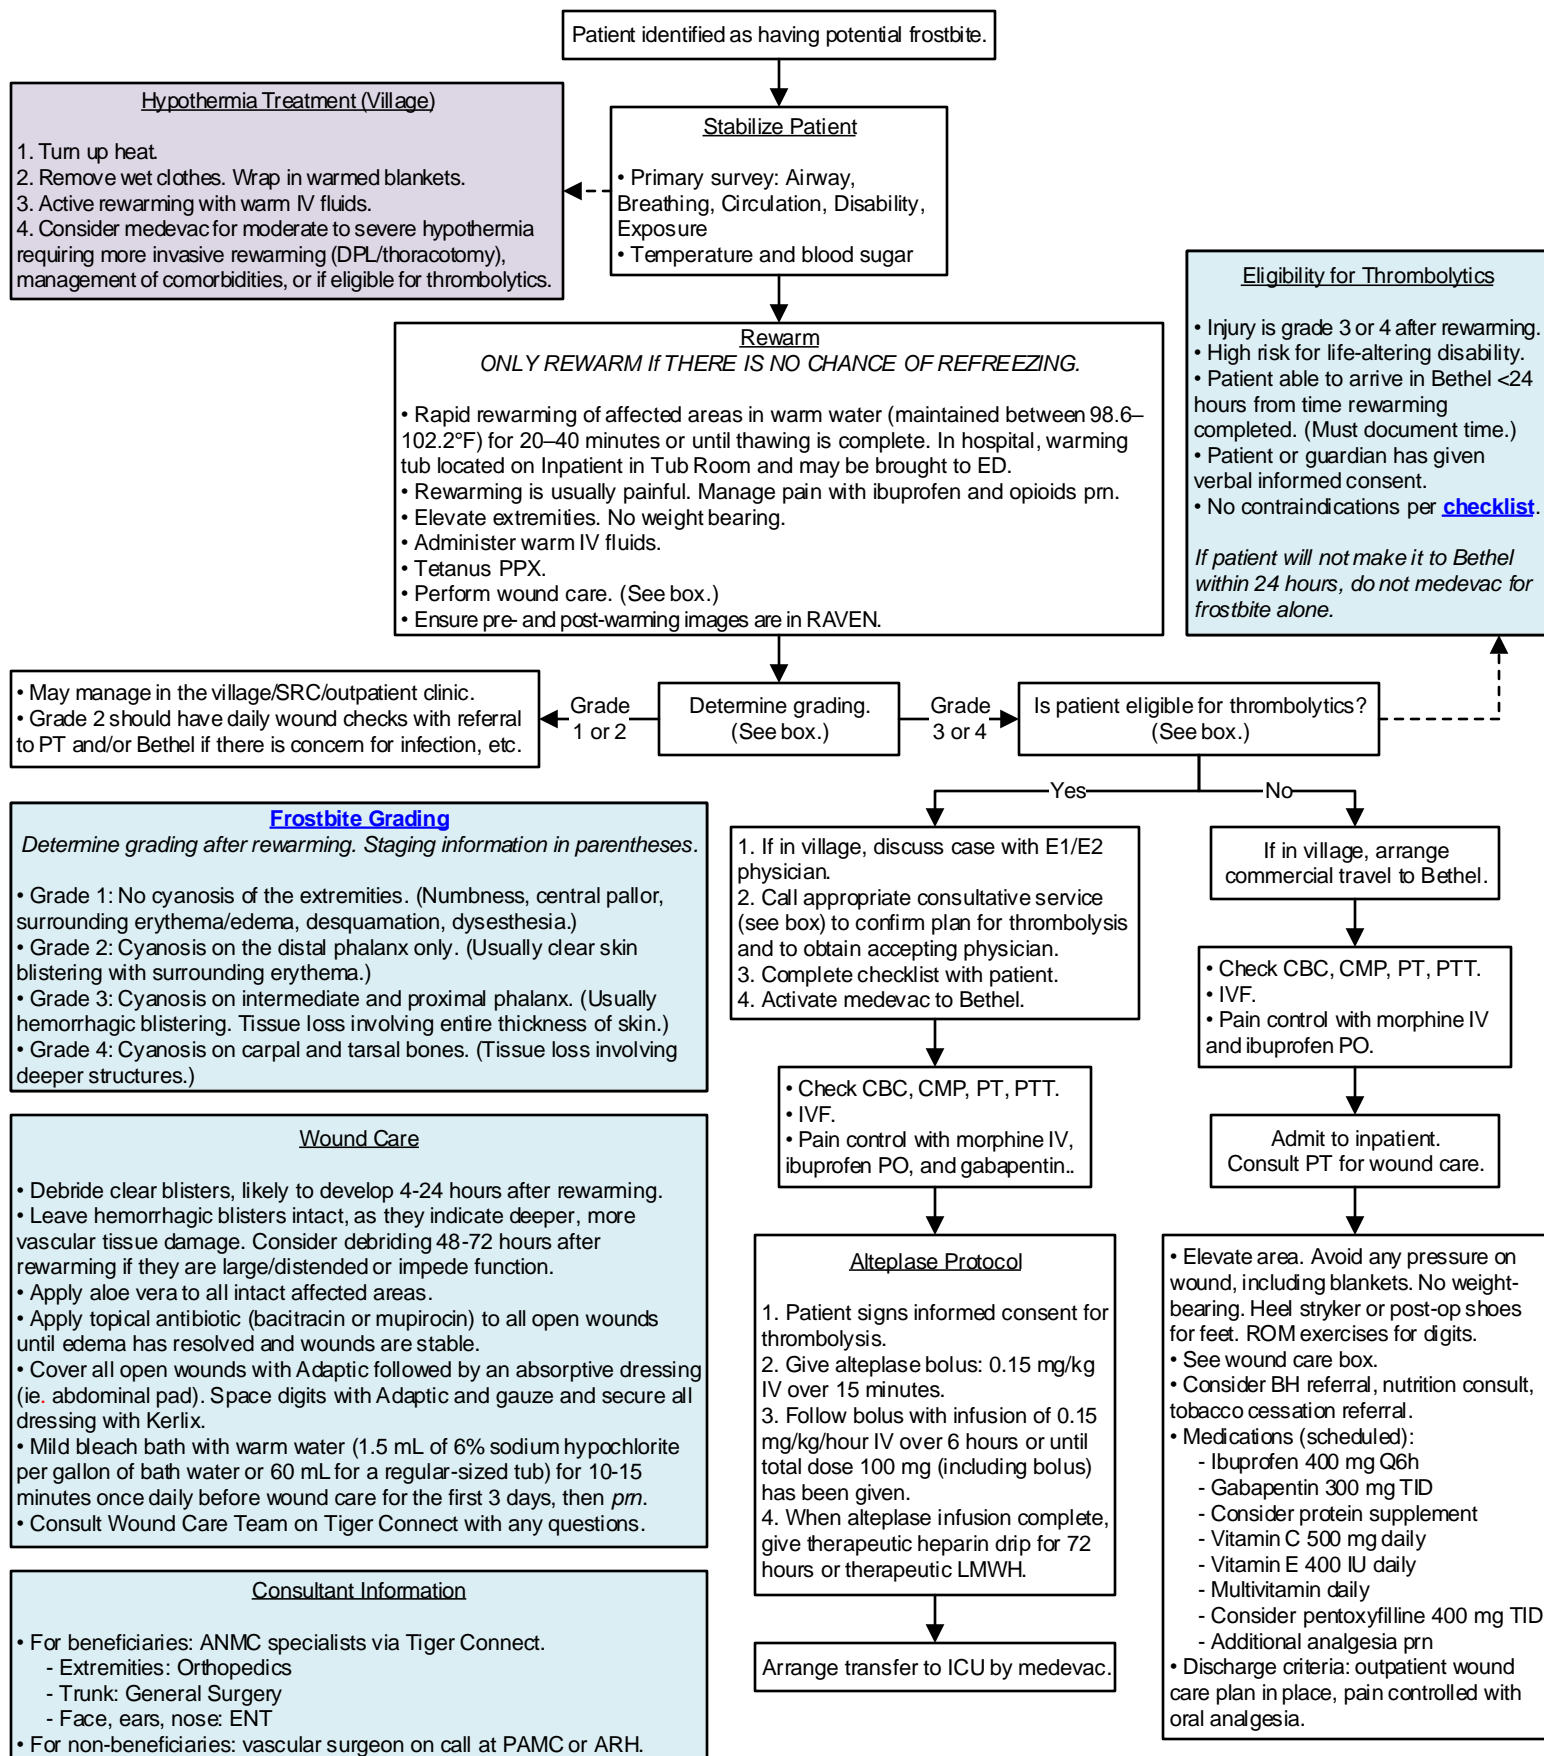 Patient identified as having potential frostbite.
Hypothermia Treatment (Village)
1. Turn up heat.
2. Remove wet clothes. Wrap in warmed blankets.
3. Active rewarming with warm IV fluids.
4. Consider medevac for moderate to severe hypothermia
requiring more invasive rewarming (DPL/thoracotomy),
management of comorbidities, or if eligible for thrombolytics.
Stabilize Patient
• Primary survey: Airway,
Breathing, Circulation, Disability,
Exposure
• Temperature and blood sugar
Rewarm
ONLY REWARM If THERE IS NO CHANCE OF REFREEZING.
• Rapid rewarming of affected areas in warm water (maintained between 98.6–
102.2°F) for 20–40 minutes or until thawing is complete. In hospital, warming
tub located on Inpatient in Tub Room and may be brought to ED.
• Rewarming is usually painful. Manage pain with ibuprofen and opioids prn.
• Elevate extremities. No weight bearing.
• Administer warm IV fluids.
• Tetanus PPX.
• Perform wound care. (See box.)
• Ensure pre- and post-warming images are in RAVEN.
Eligibility for Thrombolytics
• Injury is grade 3 or 4 after rewarming.
• High risk for life-altering disability.
• Patient able to arrive in Bethel <24
hours from time rewarming
completed. (Must document time.)
• Patient or guardian has given
verbal informed consent.
• No contraindications per checklist.
If patient will not make it to Bethel
within 24 hours, do not medevac for
frostbite alone.
• May manage in the village/SRC/outpatient clinic.
• Grade 2 should have daily wound checks with referral
to PT and/or Bethel if there is concern for infection, etc.
Grade
1 or 2
Determine grading.
(See box.)
Grade
3 or 4
Is patient eligible for thrombolytics?
(See box.)
Yes
No
Frostbite Grading
Determine grading after rewarming. Staging information in parentheses.
• Grade 1: No cyanosis of the extremities. (Numbness, central pallor,
surrounding erythema/edema, desquamation, dysesthesia.)
• Grade 2: Cyanosis on the distal phalanx only. (Usually clear skin
blistering with surrounding erythema.)
• Grade 3: Cyanosis on intermediate and proximal phalanx. (Usually
hemorrhagic blistering. Tissue loss involving entire thickness of skin.)
• Grade 4: Cyanosis on carpal and tarsal bones. (Tissue loss involving
deeper structures.)
1. If in village, discuss case with E1/E2
physician.
2. Call appropriate consultative service
(see box) to confirm plan for thrombolysis
and to obtain accepting physician.
3. Complete checklist with patient.
4. Activate medevac to Bethel.
If in village, arrange
commercial travel to Bethel.
• Check CBC, CMP, PT, PTT.
• IVF.
• Pain control with morphine IV
and ibuprofen PO.
• Check CBC, CMP, PT, PTT.
• IVF.
• Pain control with morphine IV,
ibuprofen PO, and gabapentin..
Admit to inpatient.
Consult PT for wound care.
Wound Care
• Debride clear blisters, likely to develop 4-24 hours after rewarming.
• Leave hemorrhagic blisters intact, as they indicate deeper, more
vascular tissue damage. Consider debriding 48-72 hours after
rewarming if they are large/distended or impede function.
• Apply aloe vera to all intact affected areas.
• Apply topical antibiotic (bacitracin or mupirocin) to all open wounds
until edema has resolved and wounds are stable.
• Cover all open wounds with Adaptic followed by an absorptive dressing
(ie. abdominal pad). Space digits with Adaptic and gauze and secure all
dressing with Kerlix.
• Mild bleach bath with warm water (1.5 mL of 6% sodium hypochlorite
per gallon of bath water or 60 mL for a regular-sized tub) for 10-15
minutes once daily before wound care for the first 3 days, then prn.
• Consult Wound Care Team on Tiger Connect with any questions.
Alteplase Protocol
1. Patient signs informed consent for
thrombolysis.
2. Give alteplase bolus: 0.15 mg/kg
IV over 15 minutes.
3. Follow bolus with infusion of 0.15
mg/kg/hour IV over 6 hours or until
total dose 100 mg (including bolus)
has been given.
4. When alteplase infusion complete,
give therapeutic heparin drip for 72
hours or therapeutic LMWH.
Arrange transfer to ICU by medevac.
• Elevate area. Avoid any pressure on
wound, including blankets. No weight-
bearing. Heel stryker or post-op shoes
for feet. ROM exercises for digits.
• See wound care box.
• Consider BH referral, nutrition consult,
tobacco cessation referral.
• Medications (scheduled):
- Ibuprofen 400 mg Q6h
- Gabapentin 300 mg TID
- Consider protein supplement
- Vitamin C 500 mg daily
- Vitamin E 400 IU daily
- Multivitamin daily
- Consider pentoxyfilline 400 mg TID
- Additional analgesia prn
• Discharge criteria: outpatient wound
care plan in place, pain controlled with
oral analgesia.
Consultant Information
• For beneficiaries: ANMC specialists via Tiger Connect.
- Extremities: Orthopedics
- Trunk: General Surgery
- Face, ears, nose: ENT
• For non-beneficiaries: vascular surgeon on call at PAMC or ARH.